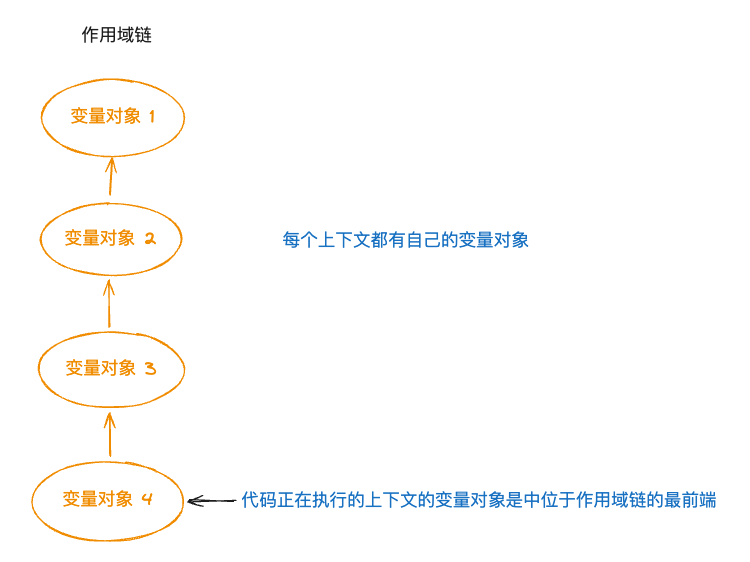 作用域链
变量对象 1
变量对象 2
每个上下文都有自己的变量对象
变量对象 3
变量对象 4
代码正在执行的上下文的变量对象是中位于作用域链的最前端